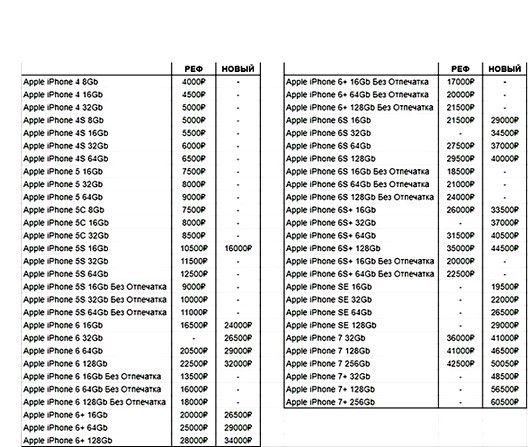 РЕФ НОВЫЙ
Apple iPhone 4 8Gb 4000₽ -
Apple iPhone 4 16Gb 4500₽ -
Apple iPhone 4 32Gb 5000₽ -
Apple iPhone 4S 8Gb 5000₽ -
Apple iPhone 4S 16Gb 5500₽ -
Apple iPhone 4S 32Gb 6000₽ -
Apple iPhone 4S 64Gb 6500₽ -
Apple iPhone 5 16Gb 7500₽ -
Apple iPhone 5 32Gb 8000₽ -
Apple iPhone 5 64Gb 9000₽ -
Apple iPhone 5C 8Gb 7500₽ -
Apple iPhone 5C 16Gb 8000₽ -
Apple iPhone 5C 32Gb 8500₽ -
Apple iPhone 5S 16Gb 10500₽ 16000₽
Apple iPhone 5S 32Gb 11500₽ -
Apple iPhone 5S 64Gb 12500₽ -
Apple iPhone 5S 16Gb Без Отпечатка 9000₽ -
Apple iPhone 5S 32Gb Без Отпечатка 10000₽ -
Apple iPhone 5S 64Gb Без Отпечатка 11000₽ -
Apple iPhone 6 16Gb 16500₽ 24000₽
Apple iPhone 6 32Gb - 26500₽
Apple iPhone 6 64Gb 20500₽ 29000₽
Apple iPhone 6 128Gb 22500₽ 32000₽
Apple iPhone 6 16Gb Без Отпечатка 13500₽ -
Apple iPhone 6 64Gb Без Отпечатка 16000₽ -
Apple iPhone 6 128Gb Без Отпечатка 18000₽ -
Apple iPhone 6+ 16Gb 20000₽ 26500₽
Apple iPhone 6+ 64Gb 25000₽ 29000₽
Apple iPhone 6+ 128Gb 28000₽ 34000₽
РЕФ НОВЫЙ
Apple iPhone 6+ 16Gb Без Отпечатка 17000₽ -
Apple iPhone 6+ 64Gb Без Отпечатка 20000₽ -
Apple iPhone 6+ 128Gb Без Отпечатка 21500₽ -
Apple iPhone 6S 16Gb 21500₽ 29000₽
Apple iPhone 6S 32Gb - 34500₽
Apple iPhone 6S 64Gb 27500₽ 37000₽
Apple iPhone 6S 128Gb 29500₽ 40000₽
Apple iPhone 6S 16Gb Без Отпечатка 18500₽ -
Apple iPhone 6S 64Gb Без Отпечатка 21000₽ -
Apple iPhone 6S 128Gb Без Отпечатка 24000₽ -
Apple iPhone 6S+ 16Gb 26000₽ 33500₽
Apple iPhone 6S+ 32Gb - 37000₽
Apple iPhone 6S+ 64Gb 31500₽ 40500₽
Apple iPhone 6S+ 128Gb 35000₽ 44500₽
Apple iPhone 6S+ 16Gb Без Отпечатка 20000₽ -
Apple iPhone 6S+ 64Gb Без Отпечатка 22500₽ -
Apple iPhone SE 16Gb - 19500₽
Apple iPhone SE 32Gb - 22000₽
Apple iPhone SE 64Gb - 26500₽
Apple iPhone SE 128Gb - 29000₽
Apple iPhone 7 32Gb 36000₽ 41000₽
Apple iPhone 7 128Gb 41000₽ 46500₽
Apple iPhone 7 256Gb 42500₽ 50050₽
Apple iPhone 7+ 32Gb - 48500₽
Apple iPhone 7+ 128Gb - 56500₽
Apple iPhone 7+ 256Gb - 60500₽